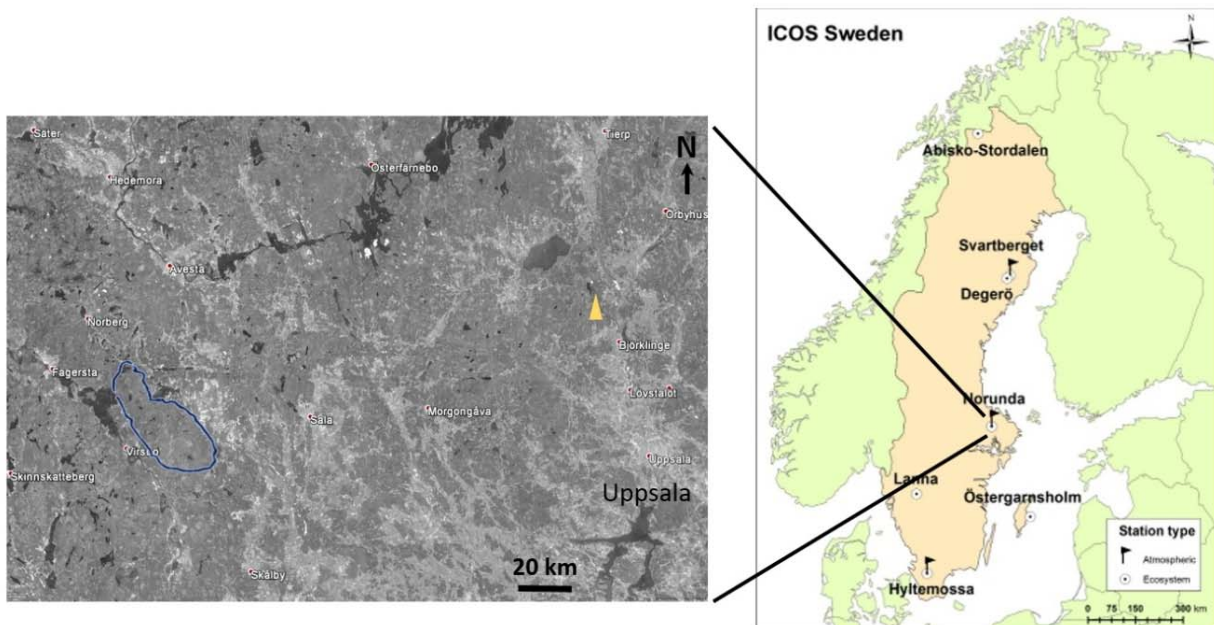 ICOS Sweden
N
Säter
Tierp
N
Österfärnebo
Hedemora
Abisko-Stordalen
Orbyhus
Svartberget
Avesta
Degerö
Norberg
Björklinge
Fagersta
Lövstalöt
Norunda
Sala
Morgongåva
Virsbo
Uppsala
Skinnskatteberg
Lanna
Östergarnsholm
Uppsala
Station type
Atmospheric
Ecosystem
Skälby
20 km
Hyltemossa
0 75 150 300 km